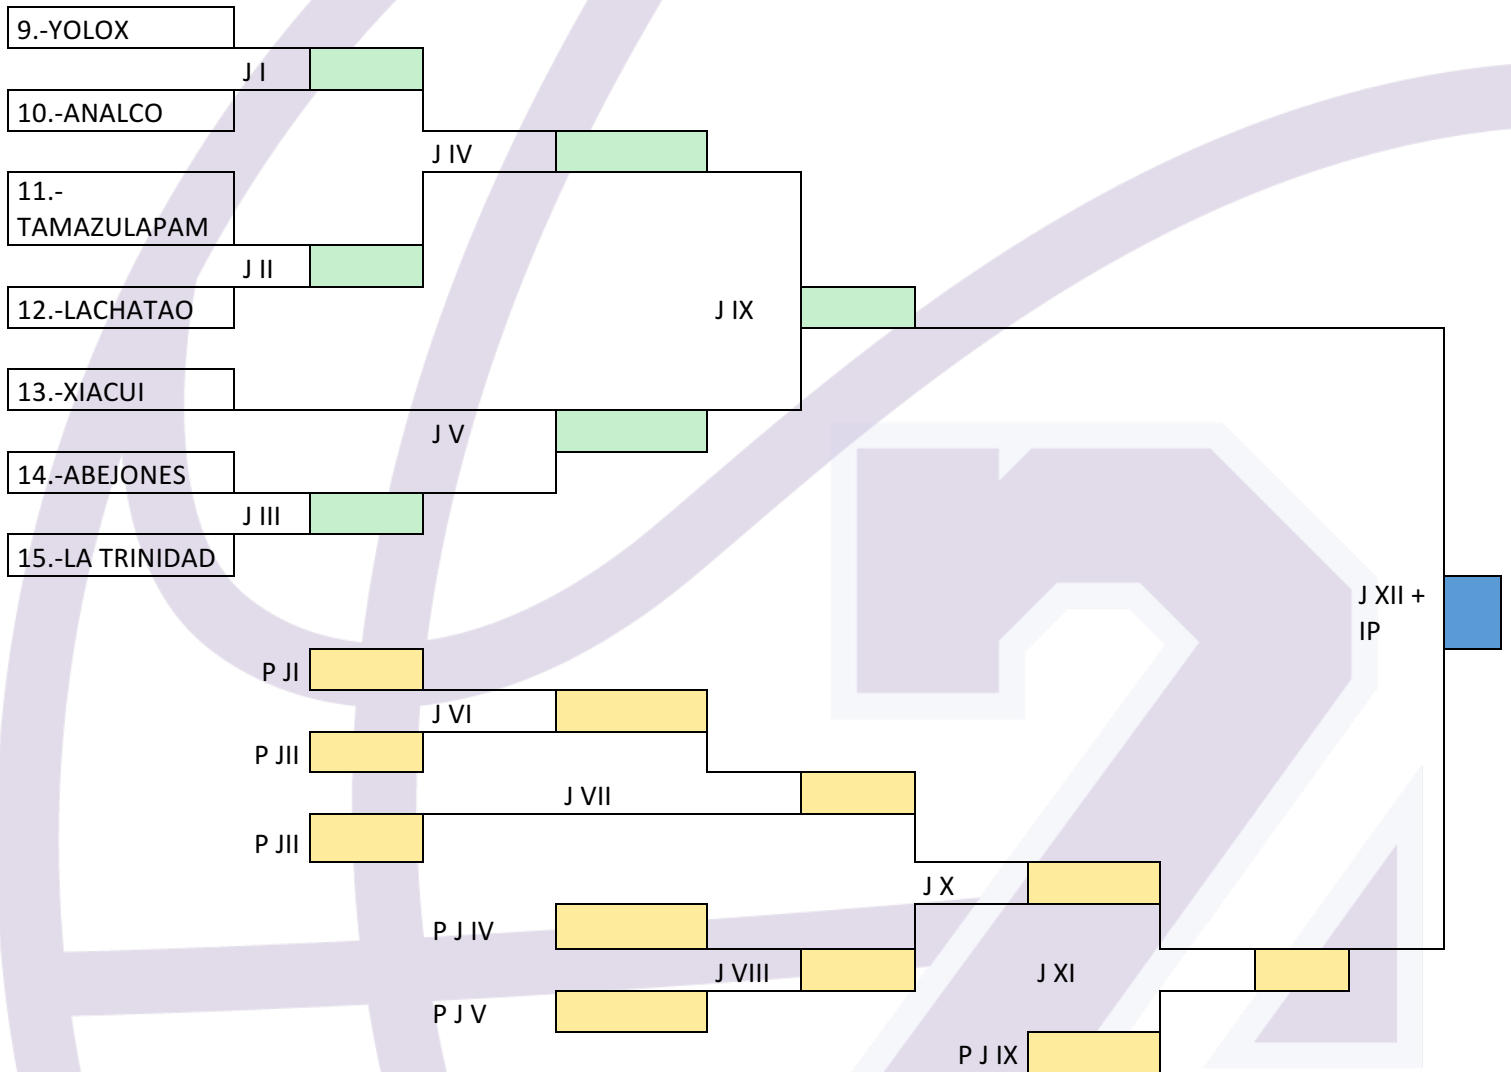 9.-YOLOX
J I
10.-ANALCO
J IV
11.-
TAMAZULAPAM
J II
12.-LACHATAO
J IX
13.-XIACUI
J V
14.-ABEJONES
J III
15.-LA TRINIDAD
J XII +
IP
P JI
J VI
P JII
J VII
P JIII
J X
P J IV
J VIII
J XI
P J V
P J IX